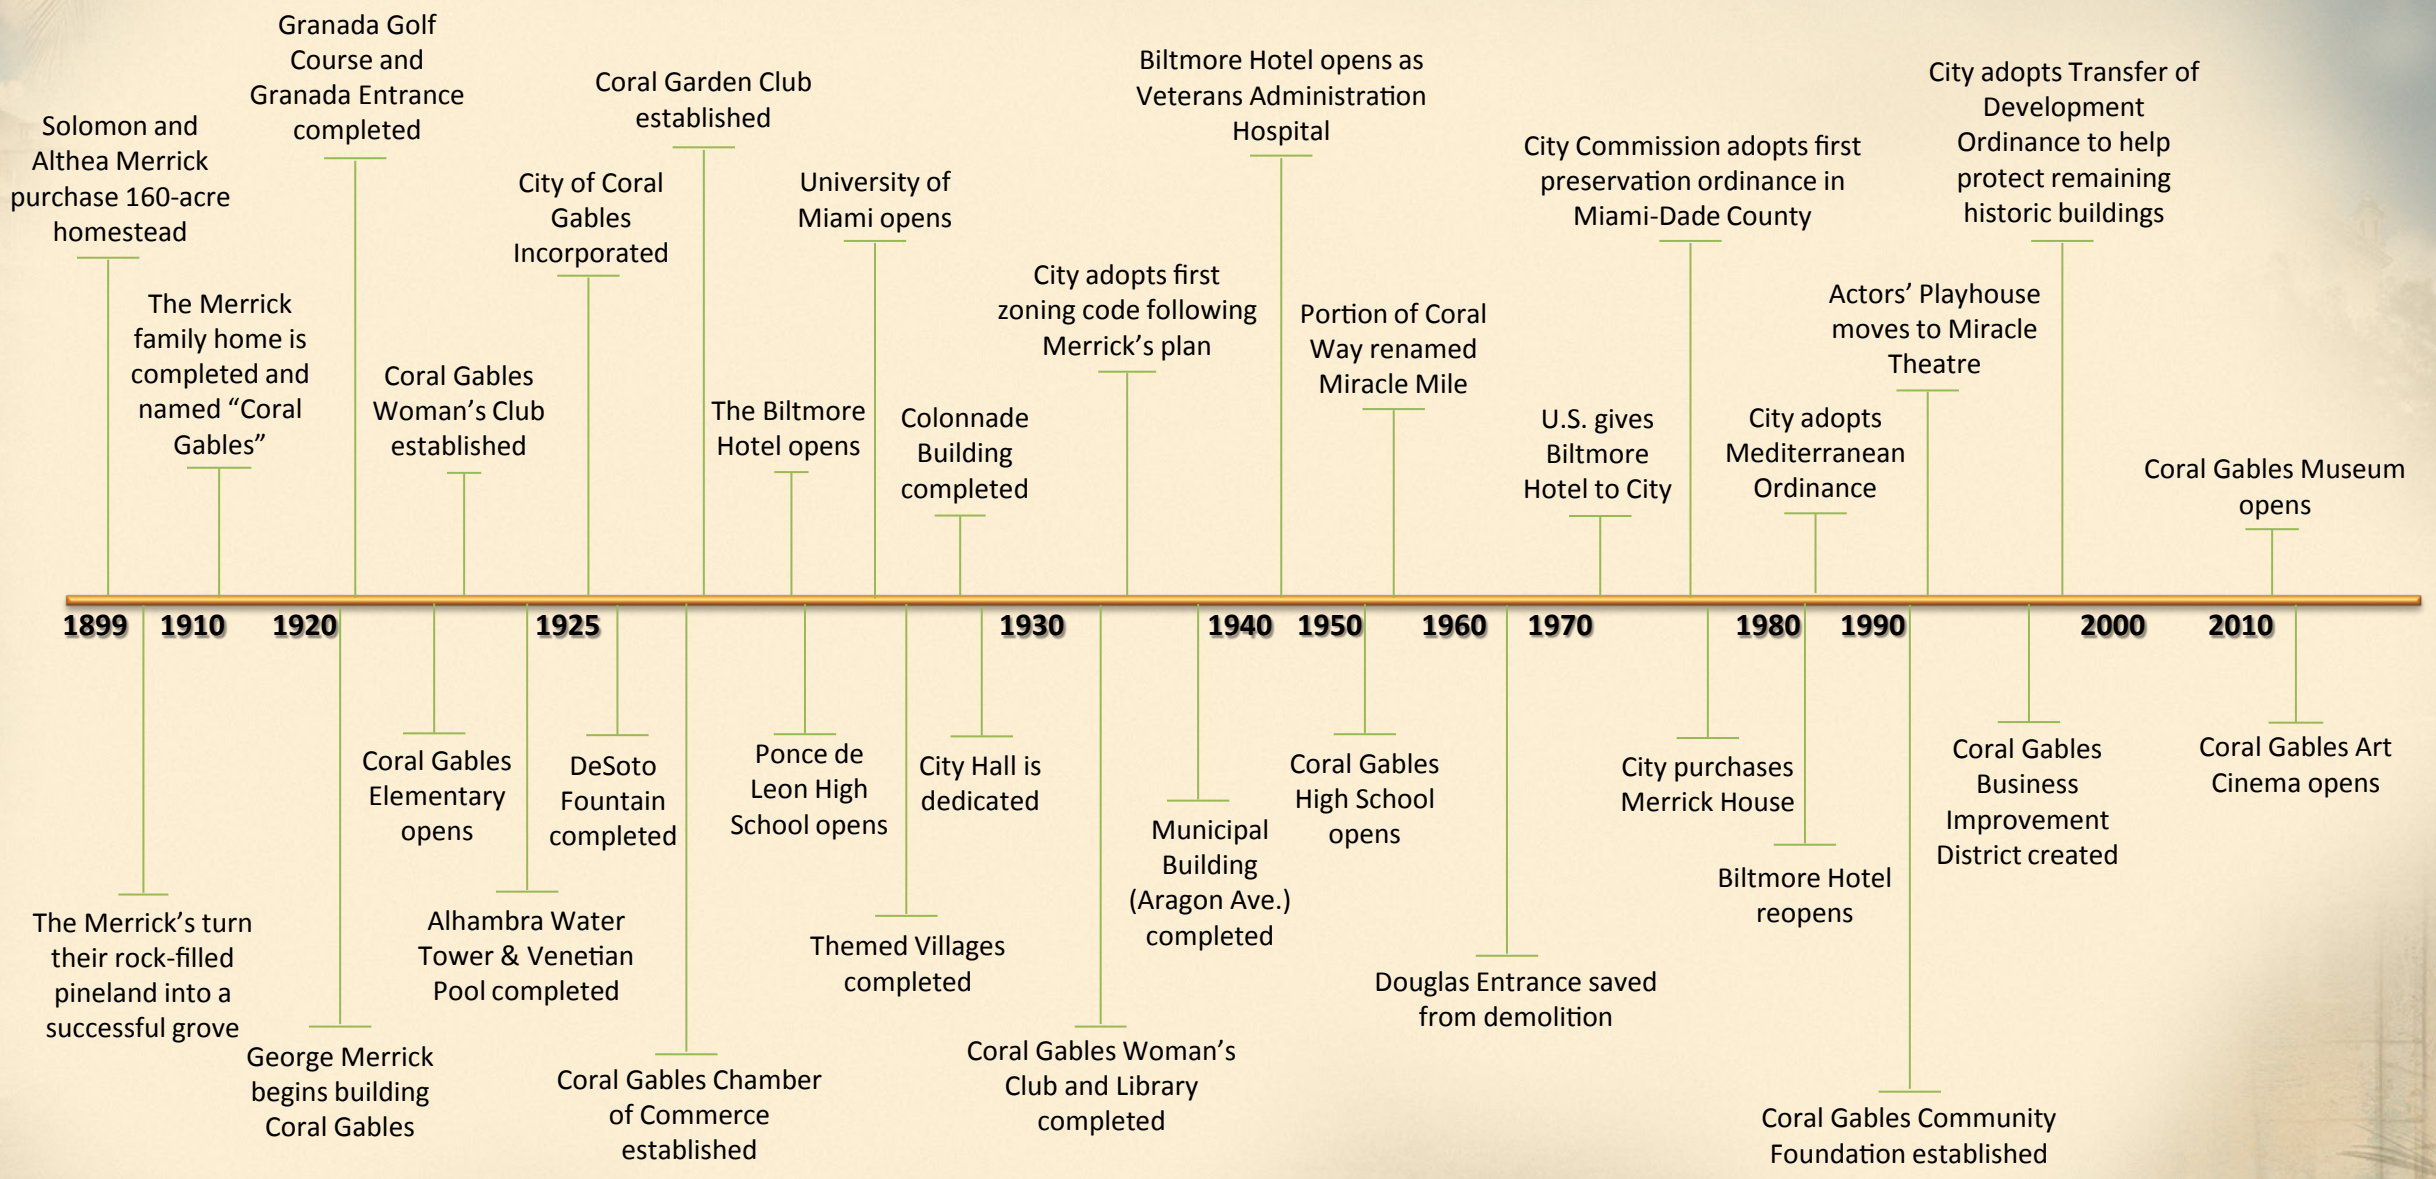 Solomon and
Althea Merrick
purchase 160-acre
homestead
The Merrick
family home is
completed and
named “Coral
Gables”
Granada Golf
Course and
Granada Entrance
completed
Coral Gables
Woman’s Club
established
City of Coral
Gables
Incorporated
Coral Garden Club
established
The Biltmore
Hotel opens
University of
Miami opens
Colonnade
Building
completed
City adopts first
zoning code following
Merrick’s plan
Biltmore Hotel opens as
Veterans Administration
Hospital
Portion of Coral
Way renamed
Miracle Mile
U.S. gives
Biltmore
Hotel to City
City Commission adopts first
preservation ordinance in
Miami-Dade County
City adopts
Mediterranean
Ordinance
Actors’ Playhouse
moves to Miracle
Theatre
City adopts Transfer of
Development
Ordinance to help
protect remaining
historic buildings
Coral Gables Museum
opens
1899 1910 1920 1925 1930 1940 1950 1960 1970 1980 1990 2000 2010
The Merrick’s turn
their rock-filled
pineland into a
successful grove
George Merrick
begins building
Coral Gables
Coral Gables
Elementary
opens
Alhambra Water
Tower & Venetian
Pool completed
DeSoto
Fountain
completed
Coral Gables Chamber
of Commerce
established
Ponce de
Leon High
School opens
Themed Villages
completed
City Hall is
dedicated
Coral Gables Woman’s
Club and Library
completed
Municipal
Building
(Aragon Ave.)
completed
Coral Gables
High School
opens
Douglas Entrance saved
from demolition
City purchases
Merrick House
Biltmore Hotel
reopens
Coral Gables Community
Foundation established
Coral Gables
Business
Improvement
District created
Coral Gables Art
Cinema opens